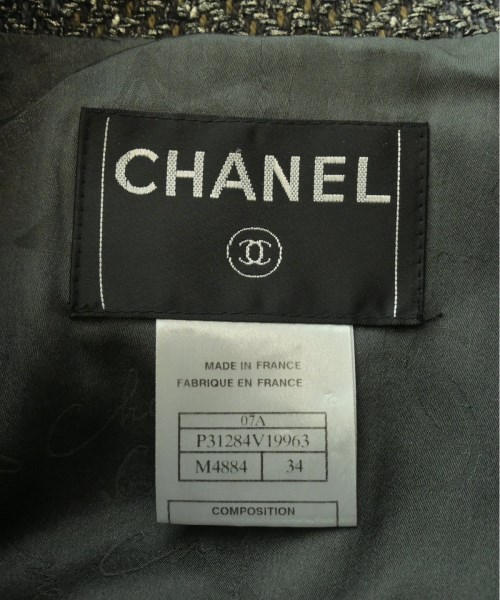 CHANEL
MADE IN FRANCE
FABRIQUE EN FRANCE
07A
P31284V19963
M4884 34
COMPOSITION